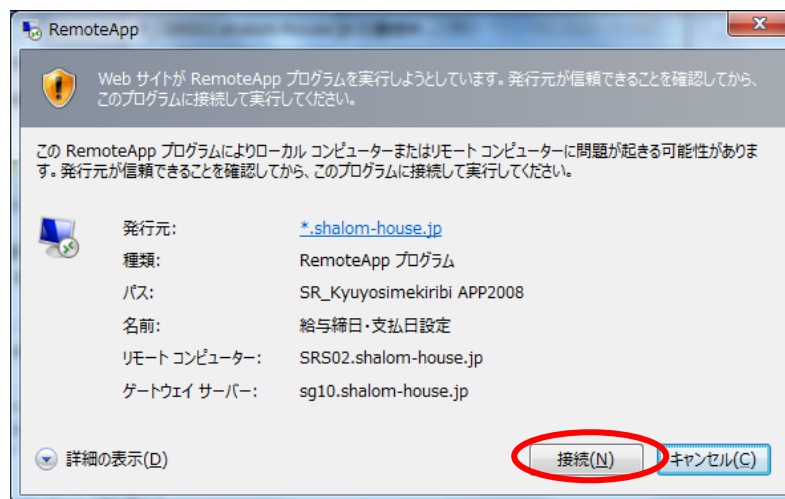 RemoteApp
Web サイトが RemoteApp プログラムを実行しようとしています。発行元が信頼できることを確認してから、
このプログラムに接続して実行してください。
この RemoteApp プログラムによりローカル コンピューターまたはリモート コンピューターに問題が起きる可能性がありま
す。発行元が信頼できることを確認してから、このプログラムに接続して実行してください。
発行元: *.shalom-house.jp
種類: RemoteApp プログラム
パス: SR_Kyuyosimekiribi APP2008
名前: 給与締日・支払日設定
リモート コンピューター: SRS02.shalom-house.jp
ゲートウェイ サーバー: sg10.shalom-house.jp
詳細の表示(D) 接続(N) キャンセル(C)